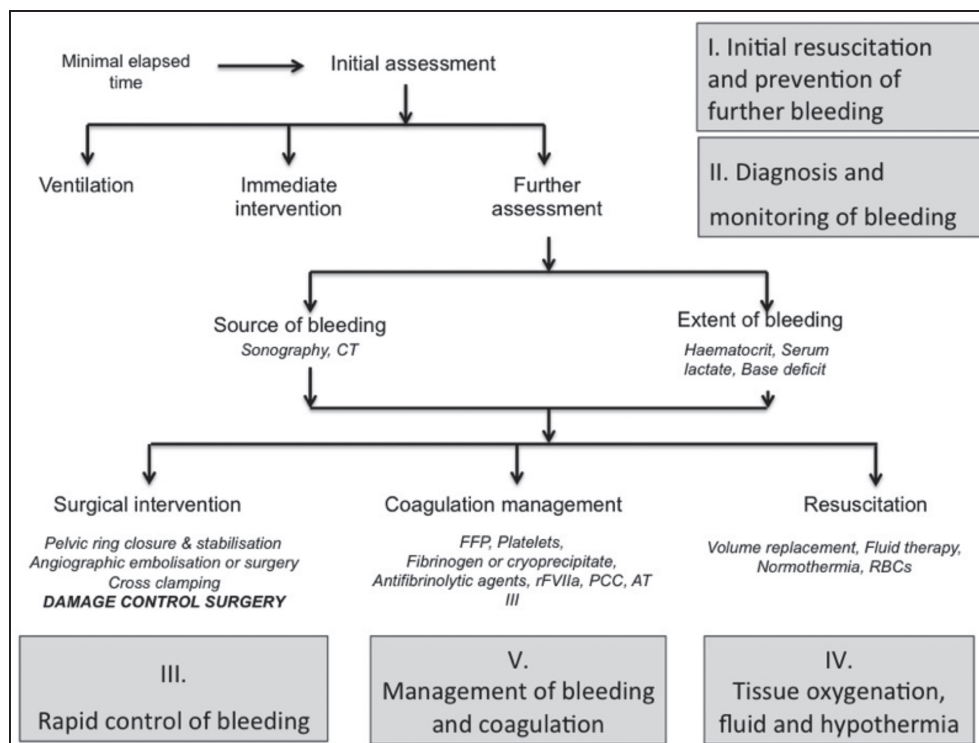 Minimal elapsed
time
Initial assessment
I. Initial resuscitation
and prevention of
further bleeding
II. Diagnosis and
monitoring of bleeding
Ventilation
Immediate
intervention
Further
assessment
Source of bleeding
Sonography, CT
Extent of bleeding
Haematocrit, Serum
lactate, Base deficit
Surgical intervention
Pelvic ring closure & stabilisation
Angiographic embolisation or surgery
Cross clamping
DAMAGE CONTROL SURGERY
Coagulation management
FFP, Platelets,
Fibrinogen or cryoprecipitate,
Antifibrinolytic agents, rFVIIa, PCC, AT
III
Resuscitation
Volume replacement, Fluid therapy,
Normothermia, RBCs
III.
Rapid control of bleeding
V.
Management of bleeding
and coagulation
IV.
Tissue oxygenation,
fluid and hypothermia